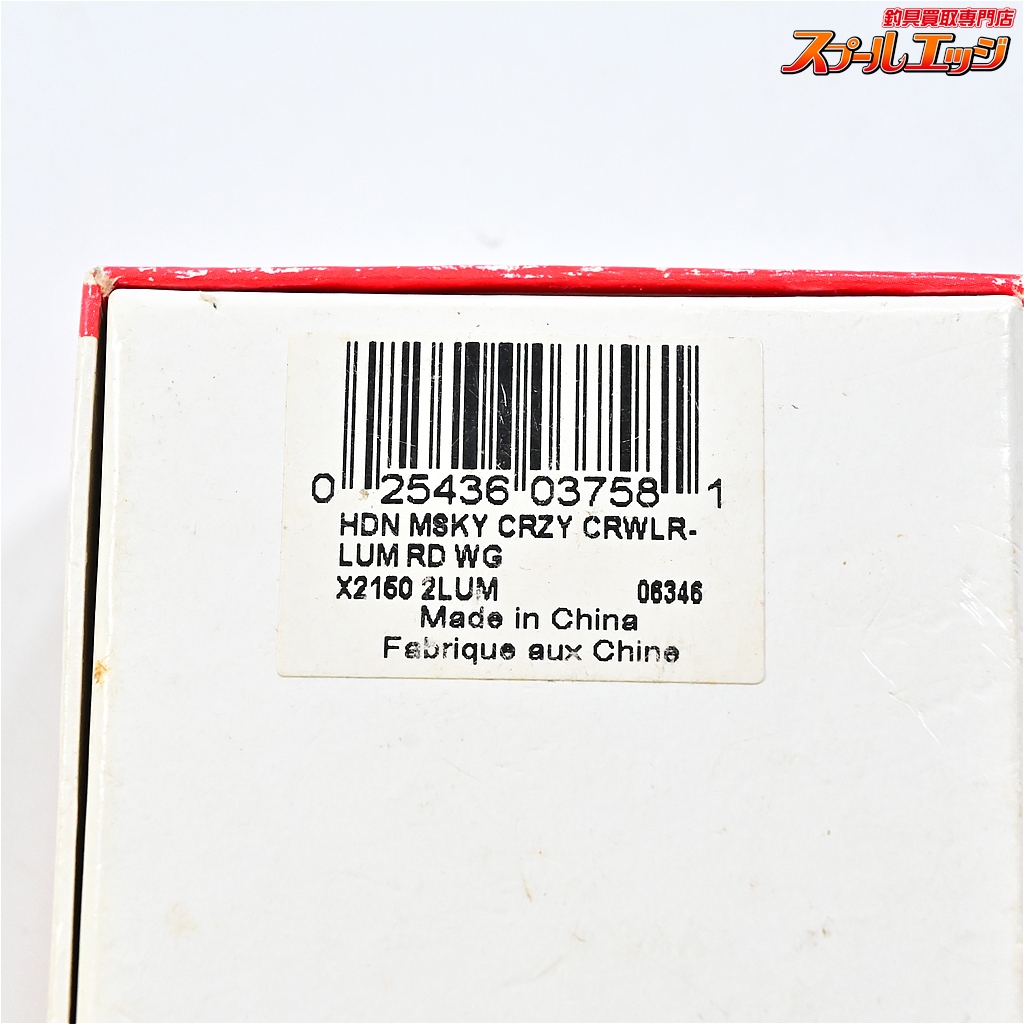 釣具買取専門店
スプールエッジ
0 25436 03758 1
HDN MSKY CRZY CRWLR-
LUM RD WG
X2150 2LUM 06346
Made in China
Fabrique aux Chine